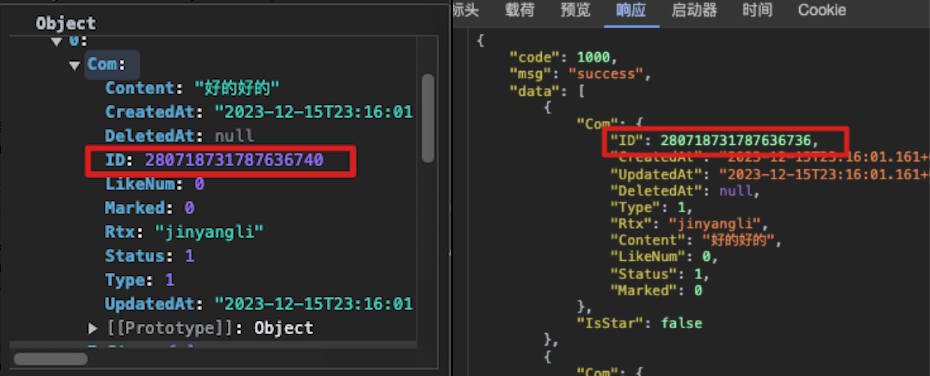 Object
0:
Com:
Content: "好的好的"
CreatedAt: "2023-12-15T23:16:01
DeletedAt: null
ID: 280718731787636740
LikeNum: 0
Marked: 0
Rtx: "jinyangli"
Status: 1
Type: 1
UpdatedAt: "2023-12-15T23:16:01
[[Prototype]]: Object
标头 载荷 预览 响应 启动器 时间 Cookie
{
"code": 1000,
"msg": "success",
"data": [
{
"Com": {
"ID": 280718731787636736,
"CreatedAt": "2023-12-15T23:16:01.161+
"UpdatedAt": "2023-12-15T23:16:01.161+
"DeletedAt": null,
"Type": 1,
"Rtx": "jinyangli",
"Content": "好的好的",
"LikeNum": 0,
"Status": 1,
"Marked": 0
},
"IsStar": false
},
{
"Com": {